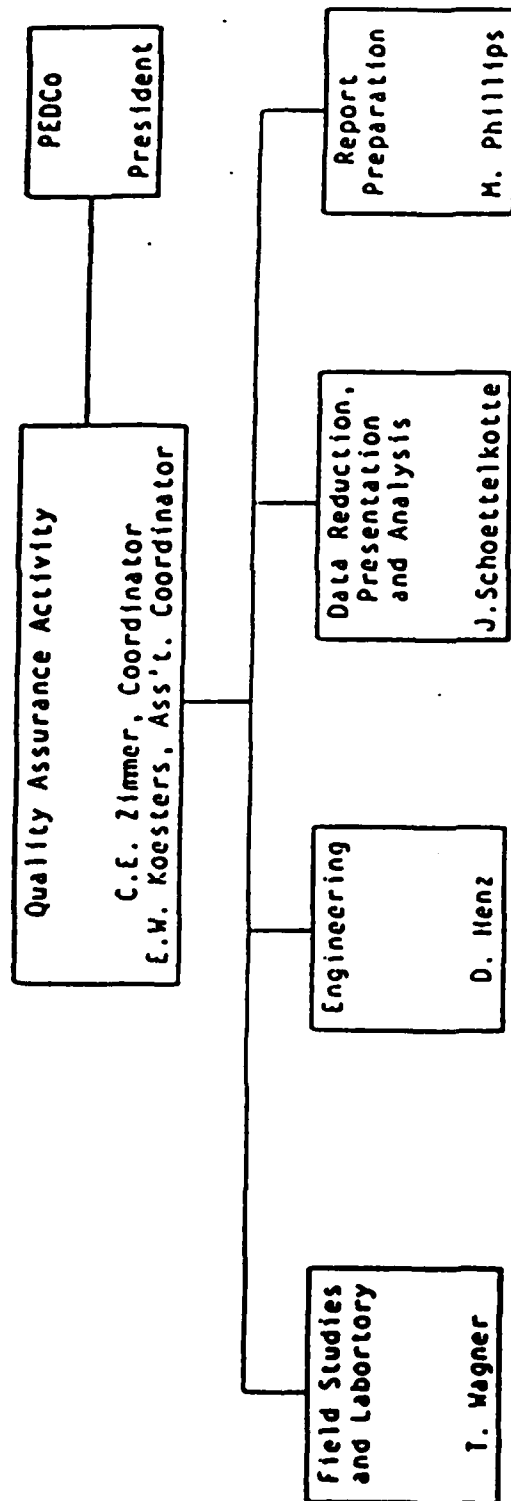 PEDCo
President
Quality Assurance Activity
C.E. Zimmer, Coordinator
E.W. Koesters, Ass't. Coordinator
Field Studies
and Labortory
T. Wagner
Engineering
D. Henz
Data Reduction,
Presentation
and Analysis
J.Schoettelkotte
Report
Preparation
M. Phillips